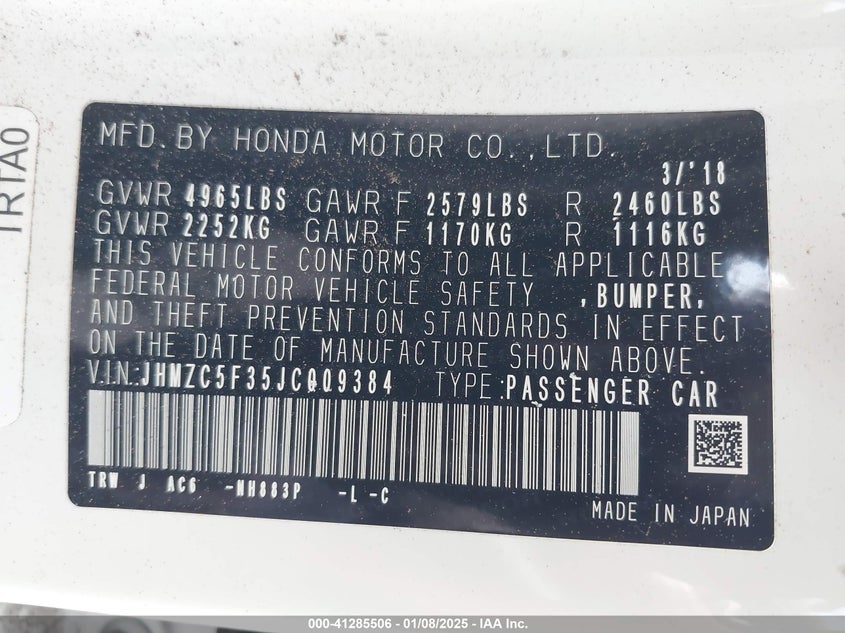 MFD. BY HONDA MOTOR CO., LTD.
3/'18
GVWR 4965LBS GAWR F 2579LBS R 2460LBS
GVWR 2252KG GAWR F 1170KG R 1116KG
THIS VEHICLE CONFORMS TO ALL APPLICABLE
FEDERAL MOTOR VEHICLE SAFETY ,BUMPER,
AND THEFT PREVENTION STANDARDS IN EFFECT
ON THE DATE OF MANUFACTURE SHOWN ABOVE.
VIN:JHMZC5F35JC009384 TYPE:PASSENGER CAR
TRW J AC6 -NH883P -L -C
MADE IN JAPAN
TRTA0
000-41285506 - 01/08/2025 - IAA Inc.